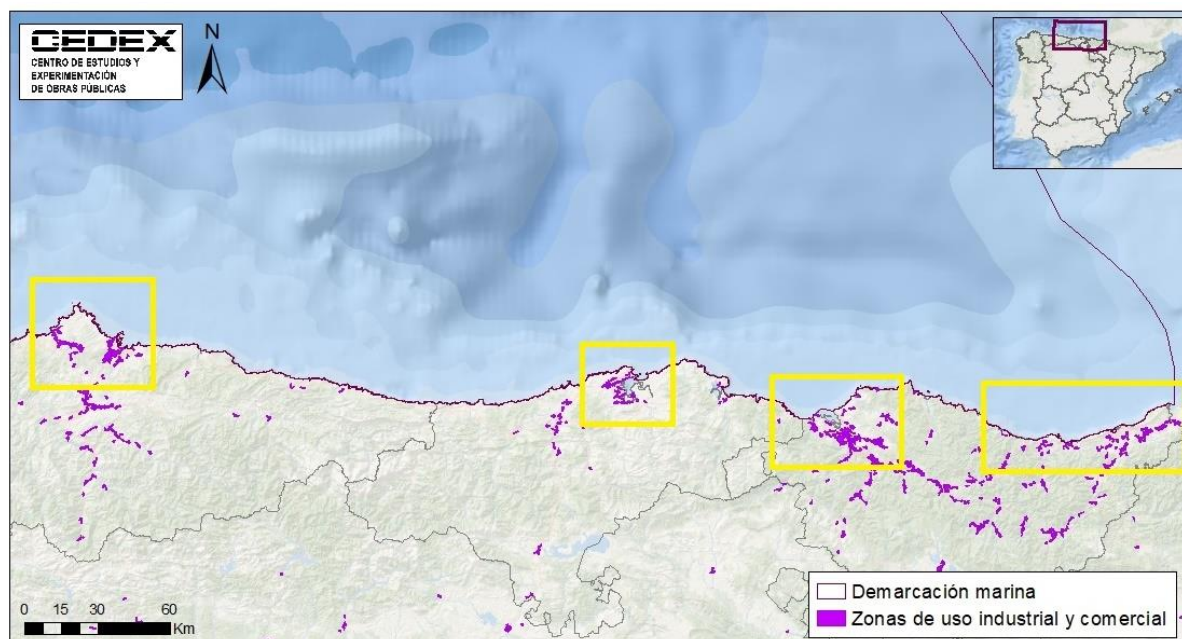 CEDEX
CENTRO DE ESTUDIOS Y
EXPERIMENTACIÓN
DE OBRAS PÚBLICAS
N
Demarcación marina
Zonas de uso industrial y comercial
0 15 30 60
Km